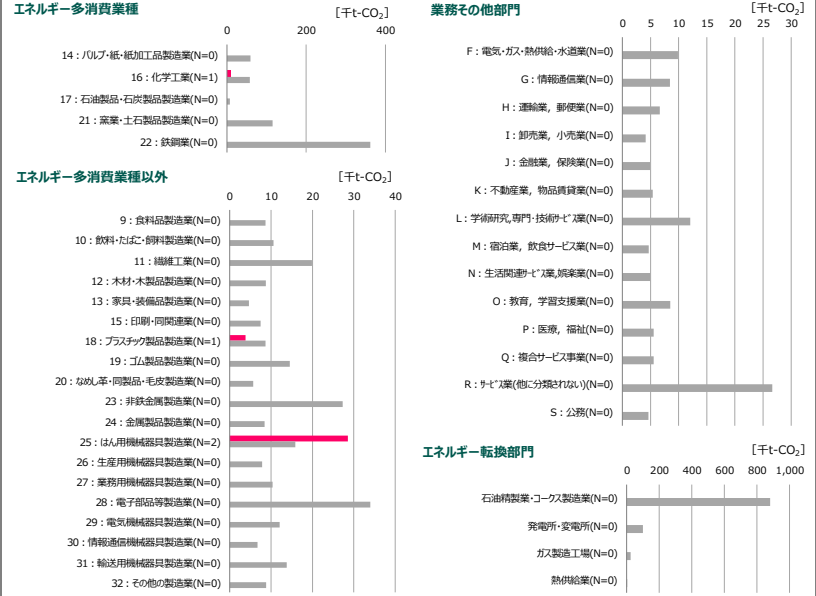 エネルギー多消費業種
[千t-CO₂]
0 200 400
14：パルプ・紙・紙加工品製造業(N=0)
16：化学工業(N=1)
17：石油製品・石炭製品製造業(N=0)
21：窯業・土石製品製造業(N=0)
22：鉄鋼業(N=0)
エネルギー多消費業種以外
[千t-CO₂]
0 10 20 30 40
9：食料品製造業(N=0)
10：飲料・たばこ・飼料製造業(N=0)
11：繊維工業(N=0)
12：木材・木製品製造業(N=0)
13：家具・装備品製造業(N=0)
15：印刷・同関連業(N=0)
18：プラスチック製品製造業(N=1)
19：ゴム製品製造業(N=0)
20：なめし革・同製品・毛皮製造業(N=0)
23：非鉄金属製造業(N=0)
24：金属製品製造業(N=0)
25：はん用機械器具製造業(N=2)
26：生産用機械器具製造業(N=0)
27：業務用機械器具製造業(N=0)
28：電子部品等製造業(N=0)
29：電気機械器具製造業(N=0)
30：情報通信機械器具製造業(N=0)
31：輸送用機械器具製造業(N=0)
32：その他の製造業(N=0)
業務その他部門
[千t-CO₂]
0 5 10 15 20 25 30
F：電気・ガス・熱供給・水道業(N=0)
G：情報通信業(N=0)
H：運輸業，郵便業(N=0)
I：卸売業，小売業(N=0)
J：金融業，保険業(N=0)
K：不動産業，物品賃貸業(N=0)
L：学術研究,専門・技術ｻｰﾋﾞｽ業(N=0)
M：宿泊業，飲食サービス業(N=0)
N：生活関連ｻｰﾋﾞｽ業,娯楽業(N=0)
O：教育，学習支援業(N=0)
P：医療，福祉(N=0)
Q：複合サービス事業(N=0)
R：ｻｰﾋﾞｽ業(他に分類されない)(N=0)
S：公務(N=0)
エネルギー転換部門
[千t-CO₂]
0 200 400 600 800 1,000
石油精製業・コークス製造業(N=0)
発電所・変電所(N=0)
ガス製造工場(N=0)
熱供給業(N=0)